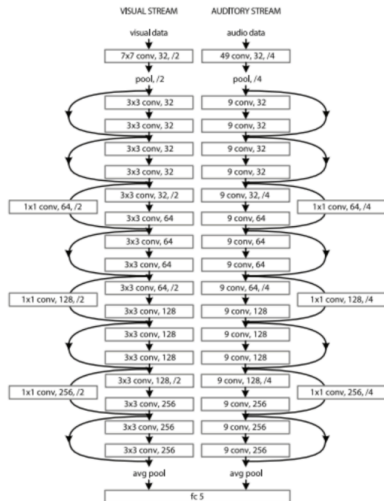 VISUAL STREAM AUDITORY STREAM
visual data audio data
7x7 conv, 32, /2 49 conv, 32, /4
pool, /2 pool, /4
3x3 conv, 32 9 conv, 32
3x3 conv, 32 9 conv, 32
3x3 conv, 32 9 conv, 32
3x3 conv, 32 9 conv, 32
3x3 conv, 32, /2 9 conv, 32, /4
1x1 conv, 64, /2 3x3 conv, 64 9 conv, 64 1x1 conv, 64, /4
3x3 conv, 64 9 conv, 64
3x3 conv, 64 9 conv, 64
3x3 conv, 64, /2 9 conv, 64, /4
1x1 conv, 128, /2 3x3 conv, 128 9 conv, 128 1x1 conv, 128, /4
3x3 conv, 128 9 conv, 128
3x3 conv, 128 9 conv, 128
3x3 conv, 128, /2 9 conv, 128, /4
1x1 conv, 256, /2 3x3 conv, 256 9 conv, 256 1x1 conv, 256, /4
3x3 conv, 256 9 conv, 256
3x3 conv, 256 9 conv, 256
avg pool avg pool
fc 5